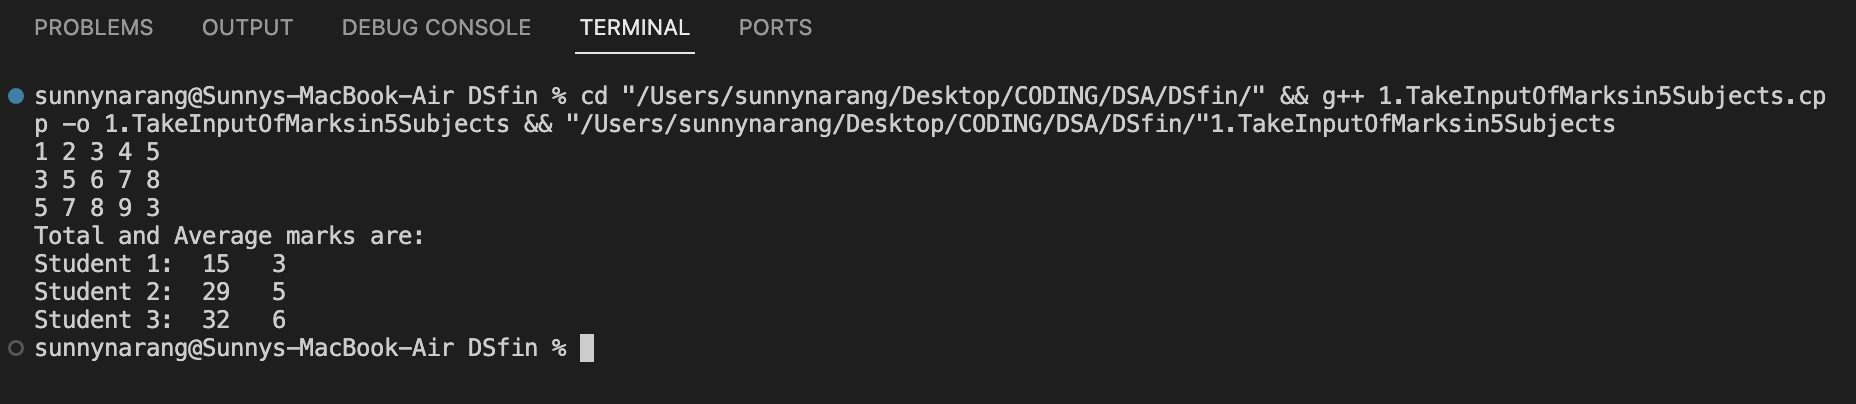 PROBLEMS OUTPUT DEBUG CONSOLE TERMINAL PORTS
sunnynarang@Sunnys-MacBook-Air DSfin % cd "/Users/sunnynarang/Desktop/CODING/DSA/DSfin/" && g++ 1.TakeInputOfMarksin5Subjects.cp
p -o 1.TakeInputOfMarksin5Subjects && "/Users/sunnynarang/Desktop/CODING/DSA/DSfin/"1.TakeInputOfMarksin5Subjects
1 2 3 4 5
3 5 6 7 8
5 7 8 9 3
Total and Average marks are:
Student 1:  15   3
Student 2:  29   5
Student 3:  32   6
sunnynarang@Sunnys-MacBook-Air DSfin %